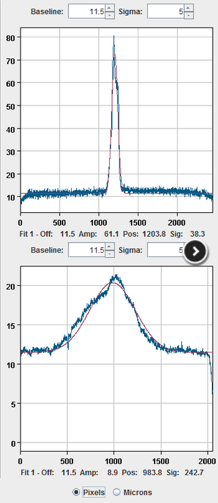 Baseline: 11.5 Sigma: 5
80
70
60
50
40
30
20
10
0
0 1000 2000
Fit 1 - Off: 11.5 Amp: 61.1 Pos: 1203.8 Sig: 38.3
Baseline: 11.5 Sigma: 5
20
15
10
5
0
0 500 1000 1500 2000
Fit 1 - Off: 11.5 Amp: 8.9 Pos: 983.8 Sig: 242.7
Pixels Microns